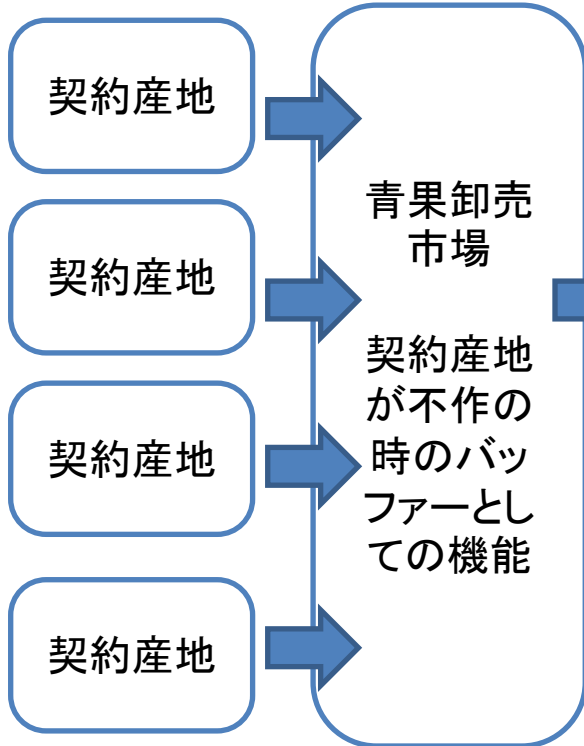 契約産地
契約産地
契約産地
契約産地
青果卸売
市場
契約産地
が不作の
時のバッ
ファーとし
ての機能